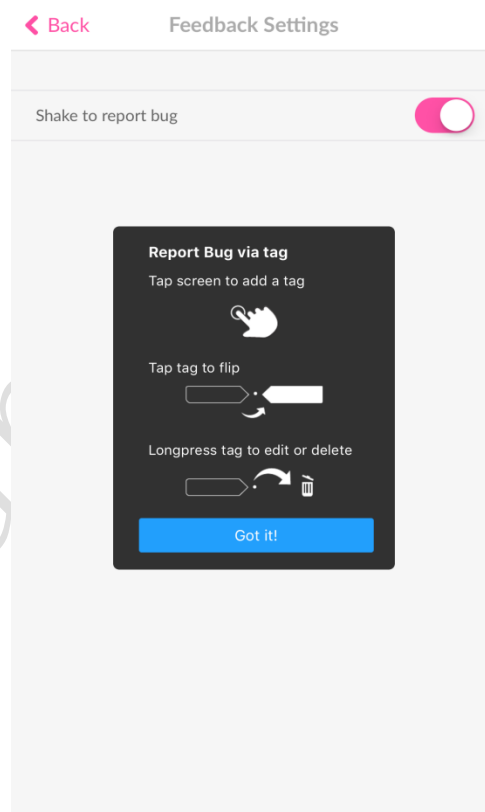 Back
Feedback Settings
Shake to report bug
Report Bug via tag
Tap screen to add a tag
Tap tag to flip
Longpress tag to edit or delete
Got it!